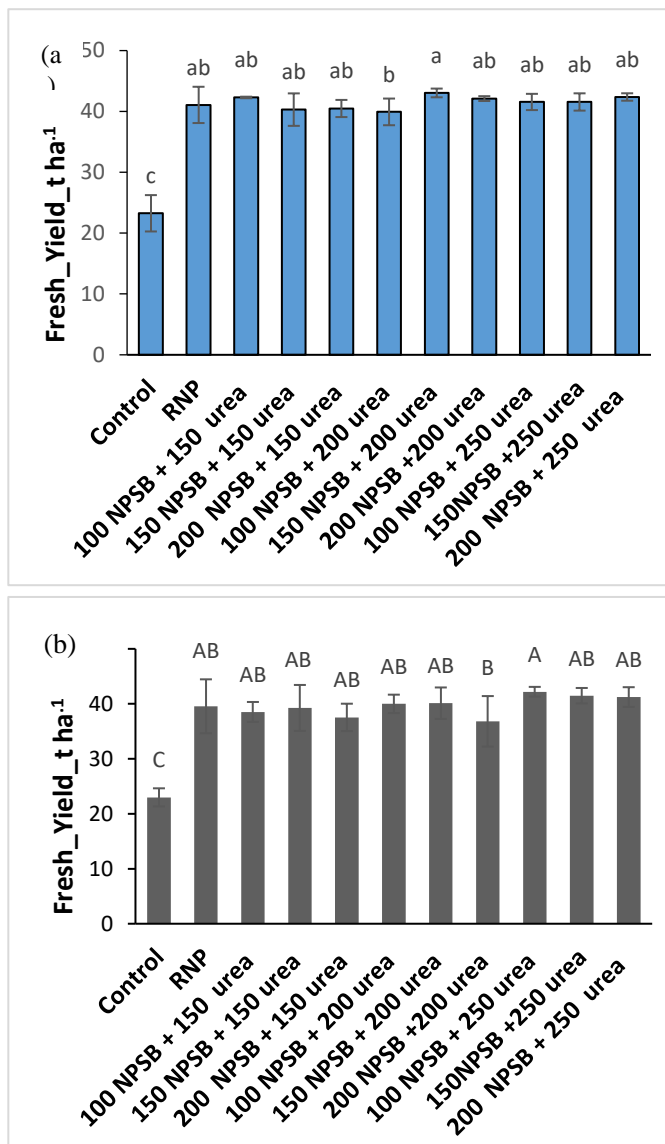 (a
)
50
40
30
20
10
0
Fresh_Yield_t ha.1
c
ab
ab
ab
ab
b
a
ab
ab
ab
ab
Control
RNP
100 NPSB + 150 urea
150 NPSB + 150 urea
200 NPSB + 150 urea
100 NPSB + 200 urea
150 NPSB + 200 urea
200 NPSB +200 urea
100 NPSB + 250 urea
150NPSB +250 urea
200 NPSB + 250 urea
(b)
60
40
30
20
10
0
Fresh_Yield_t ha-1
C
AB
AB
AB
AB
AB
AB
B
A
AB
AB
Control
RNP
100 NPSB + 150 urea
150 NPSB + 150 urea
200 NPSB + 150 urea
100 NPSB + 200 urea
150 NPSB + 200 urea
200 NPSB +200 urea
100 NPSB + 250 urea
150NPSB +250 urea
200 NPSB + 250 urea